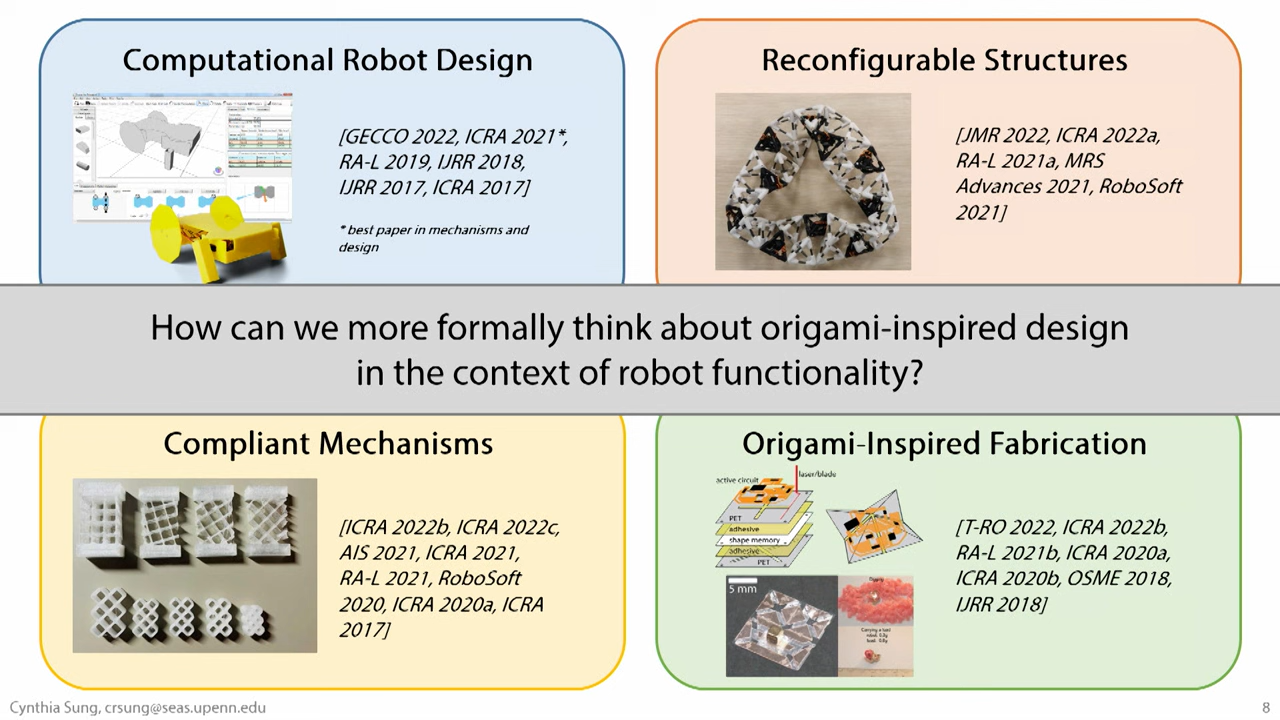 Computational Robot Design
[GECCO 2022, ICRA 2021*,
RA-L 2019, IJRR 2018,
IJRR 2017, ICRA 2017]
* best paper in mechanisms and
design
Reconfigurable Structures
[JMR 2022, ICRA 2022a,
RA-L 2021a, MRS
Advances 2021, RoboSoft
2021]
How can we more formally think about origami-inspired design
in the context of robot functionality?
Compliant Mechanisms
[ICRA 2022b, ICRA 2022c,
AIS 2021, ICRA 2021,
RA-L 2021, RoboSoft
2020, ICRA 2020a, ICRA
2017]
Origami-Inspired Fabrication
laser/blade
active circuit
PET
adhesive
shape memory
adhesive
PET
5 mm
Carrying a load
[T-RO 2022, ICRA 2022b,
RA-L 2021b, ICRA 2020a,
ICRA 2020b, OSME 2018,
IJRR 2018]
Cynthia Sung, crsung@seas.upenn.edu
8